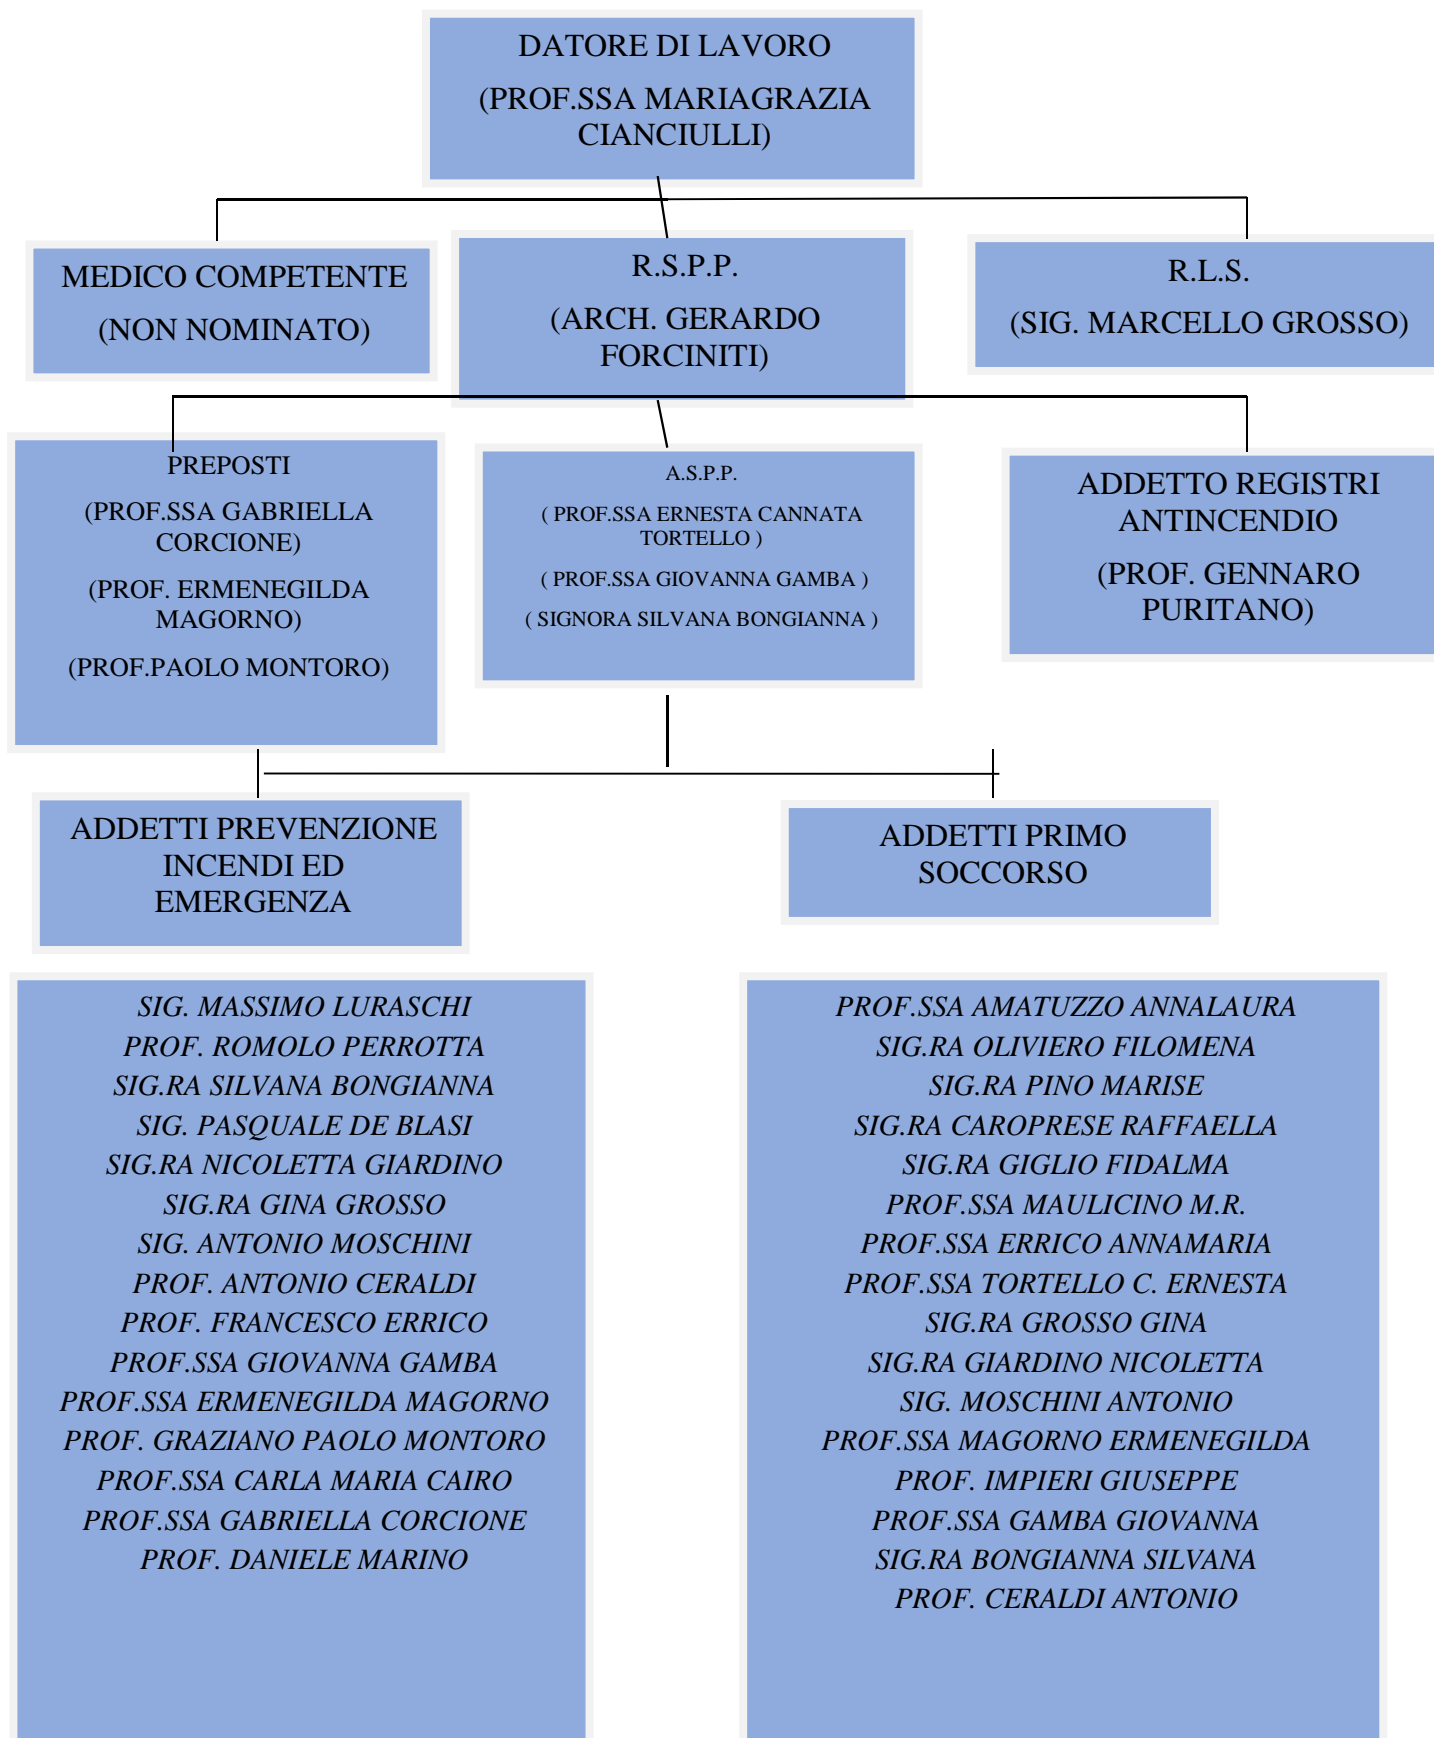 DATORE DI LAVORO
(PROF.SSA MARIAGRAZIA
CIANCIULLI)
MEDICO COMPETENTE
(NON NOMINATO)
R.S.P.P.
(ARCH. GERARDO
FORCINITI)
R.L.S.
(SIG. MARCELLO GROSSO)
PREPOSTI
(PROF.SSA GABRIELLA
CORCIONE)
(PROF. ERMENEGILDA
MAGORNO)
(PROF.PAOLO MONTORO)
A.S.P.P.
( PROF.SSA ERNESTA CANNATA
TORTELLO )
( PROF.SSA GIOVANNA GAMBA )
( SIGNORA SILVANA BONGIANNA )
ADDETTO REGISTRI
ANTINCENDIO
(PROF. GENNARO
PURITANO)
ADDETTI PREVENZIONE
INCENDI ED
EMERGENZA
ADDETTI PRIMO
SOCCORSO
SIG. MASSIMO LURASCHI
PROF. ROMOLO PERROTTA
SIG.RA SILVANA BONGIANNA
SIG. PASQUALE DE BLASI
SIG.RA NICOLETTA GIARDINO
SIG.RA GINA GROSSO
SIG. ANTONIO MOSCHINI
PROF. ANTONIO CERALDI
PROF. FRANCESCO ERRICO
PROF.SSA GIOVANNA GAMBA
PROF.SSA ERMENEGILDA MAGORNO
PROF. GRAZIANO PAOLO MONTORO
PROF.SSA CARLA MARIA CAIRO
PROF.SSA GABRIELLA CORCIONE
PROF. DANIELE MARINO
PROF.SSA AMATUZZO ANNALAURA
SIG.RA OLIVIERO FILOMENA
SIG.RA PINO MARISE
SIG.RA CAROPRESE RAFFAELLA
SIG.RA GIGLIO FIDALMA
PROF.SSA MAULICINO M.R.
PROF.SSA ERRICO ANNAMARIA
PROF.SSA TORTELLO C. ERNESTA
SIG.RA GROSSO GINA
SIG.RA GIARDINO NICOLETTA
SIG. MOSCHINI ANTONIO
PROF.SSA MAGORNO ERMENEGILDA
PROF. IMPIERI GIUSEPPE
PROF.SSA GAMBA GIOVANNA
SIG.RA BONGIANNA SILVANA
PROF. CERALDI ANTONIO